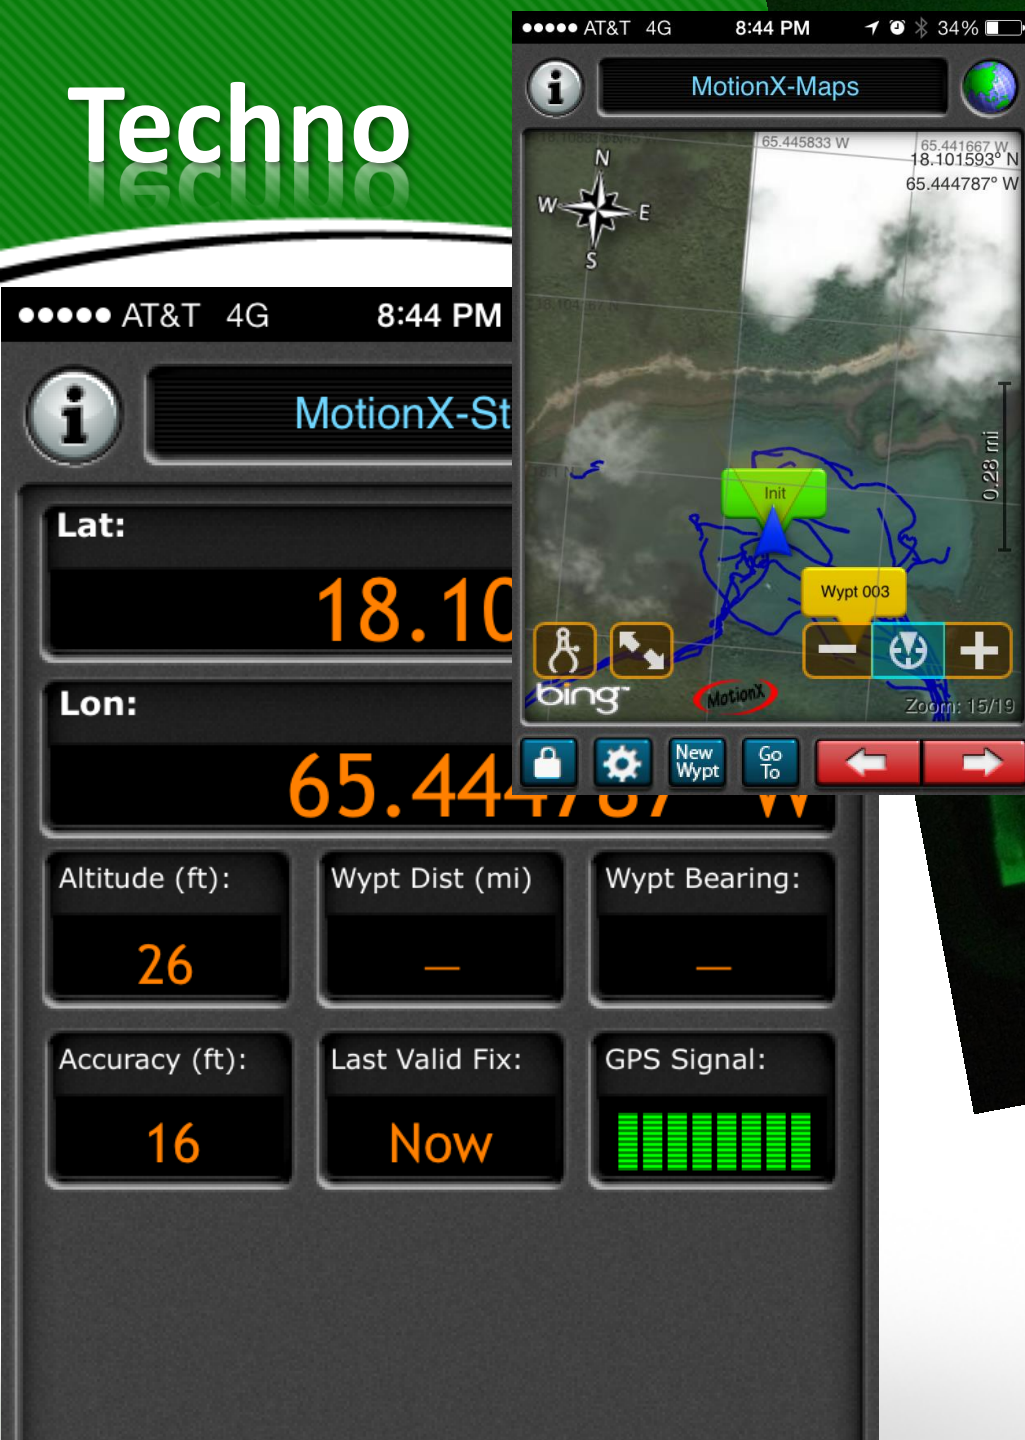 Techno
AT&T 4G 8:44 PM
MotionX-St
Lat:
18.10
Lon:
65.444787 W
Altitude (ft):
26
Wypt Dist (mi)
—
Wypt Bearing:
—
Accuracy (ft):
16
Last Valid Fix:
Now
GPS Signal:
AT&T 4G 8:44 PM 34%
MotionX-Maps
65.445833 W
65.441667 W
18.101593° N
65.444787° W
N
W
E
S
0.28 mi
Init
Wypt 003
bing™
MotionX
Zoom: 15/19
New
Wypt
Go
To